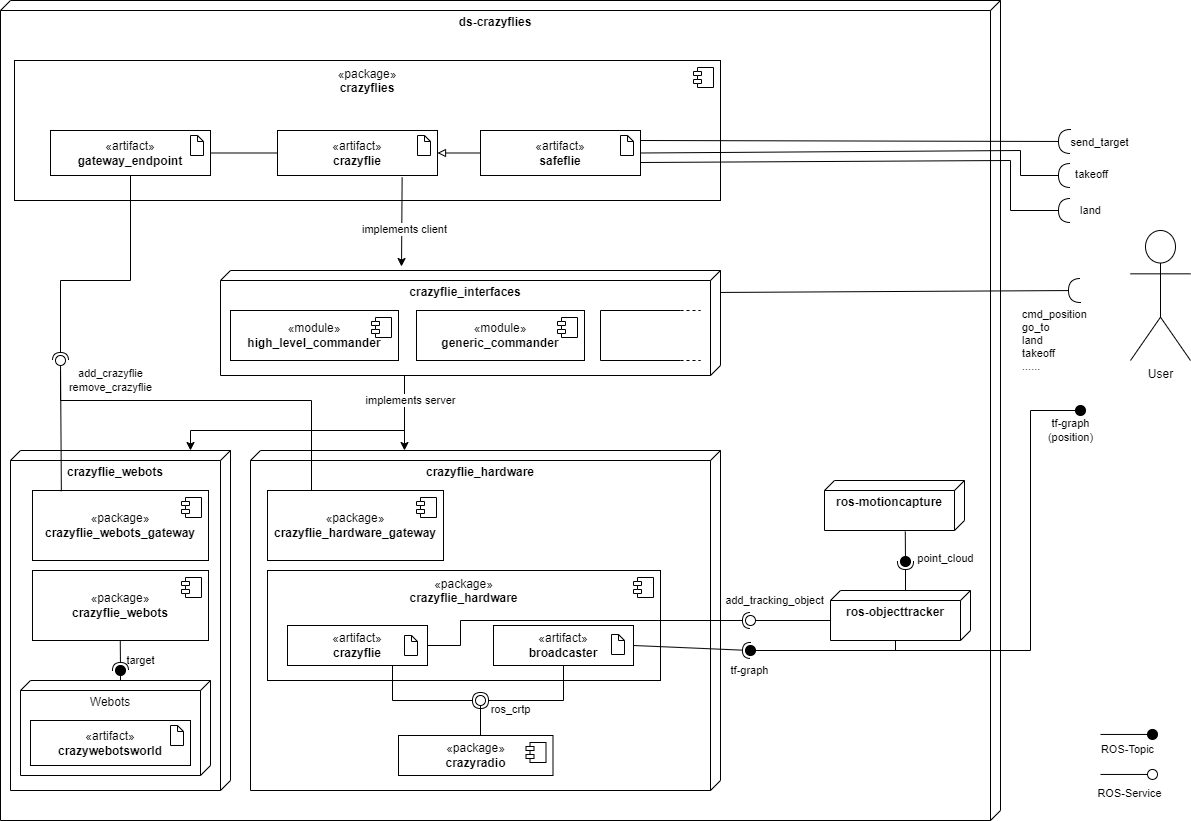 ds-crazyflies
«package»
crazyflies
«artifact»
gateway_endpoint
«artifact»
crazyflie
«artifact»
safeflie
send_target
takeoff
land
implements client
crazyflie_interfaces
«module»
high_level_commander
«module»
generic_commander
cmd_position
go_to
land
takeoff
......
User
add_crazyflie
remove_crazyflie
implements server
tf-graph
(position)
crazyflie_webots
«package»
crazyflie_webots_gateway
«package»
crazyflie_webots
target
Webots
«artifact»
crazywebotsworld
crazyflie_hardware
«package»
crazyflie_hardware_gateway
«package»
crazyflie_hardware
«artifact»
crazyflie
«artifact»
broadcaster
ros_crtp
«package»
crazyradio
ros-motioncapture
point_cloud
add_tracking_object
ros-objecttracker
tf-graph
ROS-Topic
ROS-Service